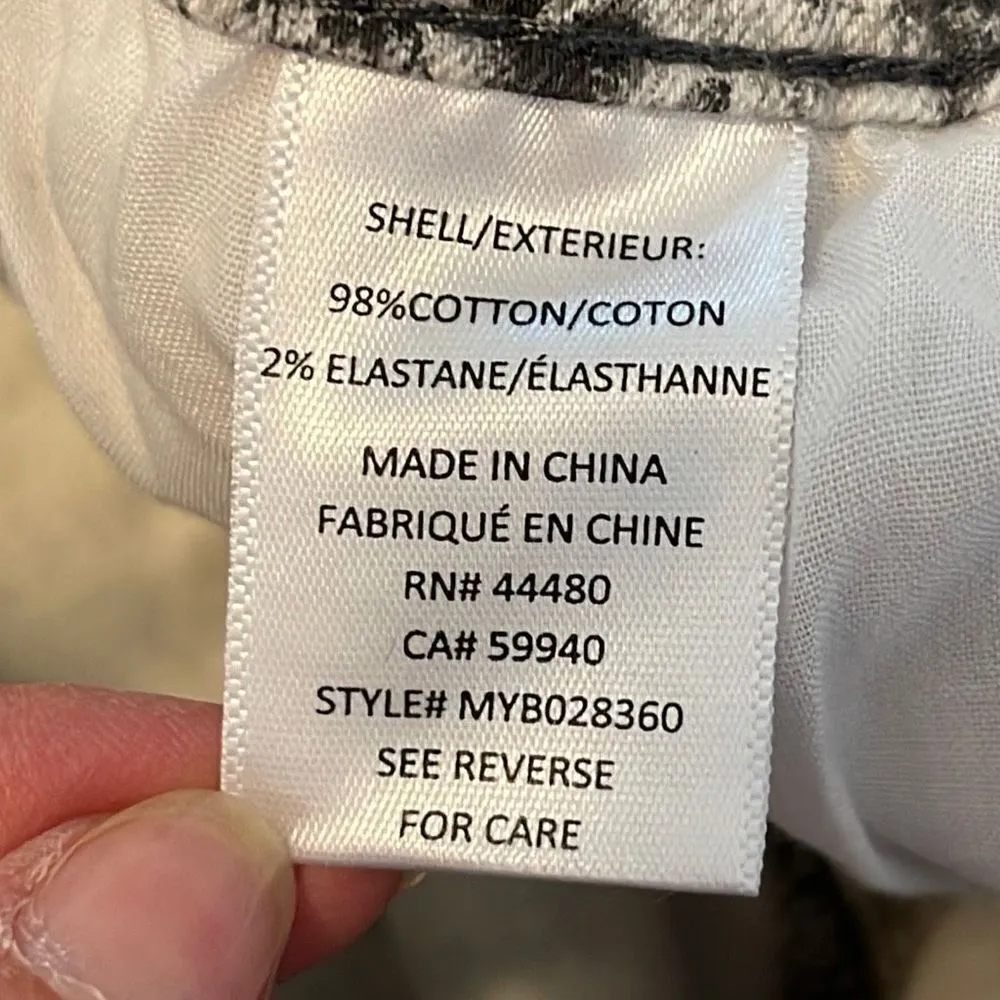 SHELL/EXTERIEUR:
98%COTTON/COTON
2% ELASTANE/ÉLASTHANNE
MADE IN CHINA
FABRIQUÉ EN CHINE
RN# 44480
CA# 59940
STYLE# MYB028360
SEE REVERSE
FOR CARE